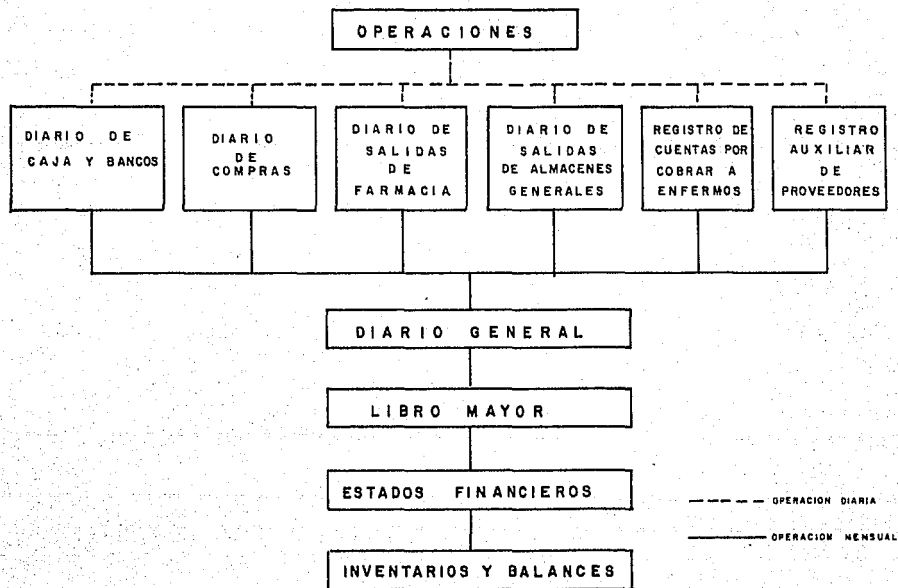 OPERACIONES
DIARIO DE
CAJA Y BANCOS
DIARIO
DE
COMPRAS
DIARIO DE
SALIDAS
DE
FARMACIA
DIARIO DE
SALIDAS
DE ALMACENES
GENERALES
REGISTRO DE
CUENTAS POR
COBRAR A
ENFERMOS
REGISTRO
AUXILIAR
DE
PROVEEDORES
DIARIO GENERAL
LIBRO MAYOR
ESTADOS FINANCIEROS
INVENTARIOS Y BALANCES
OPERACION DIARIA
OPERACION MENSUAL